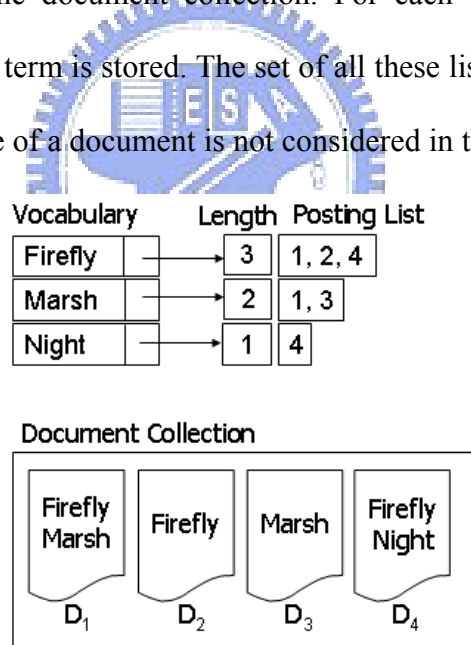 the document collection. For each
term is stored. The set of all these lis
of a document is not considered in t
Vocabulary Length Posting List
Firefly 3 1, 2, 4
Marsh 2 1, 3
Night 1 4
Document Collection
Firefly Marsh
Firefly
Marsh
Firefly Night
D1 D2 D3 D4
ESA